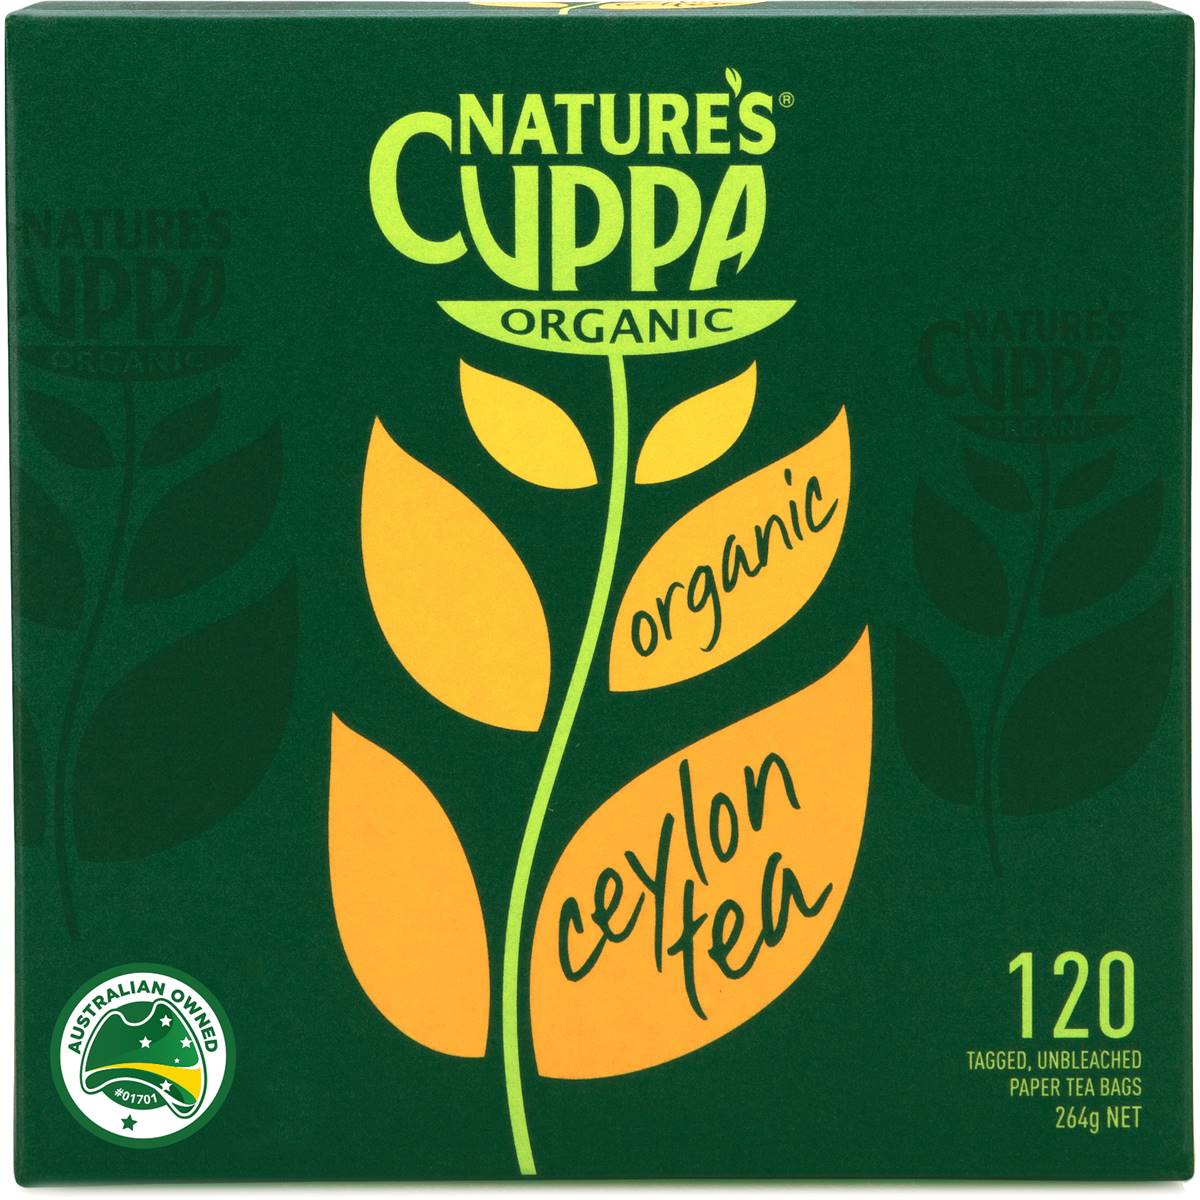 NATURE'S®
CUPPA
ORGANIC
NATURE'S
CUPPA
ORGANIC
NATURE'S
CUPPA
ORGANIC
organic
ceylon
tea
AUSTRALIAN OWNED
#01701
120
TAGGED, UNBLEACHED
PAPER TEA BAGS
264g NET